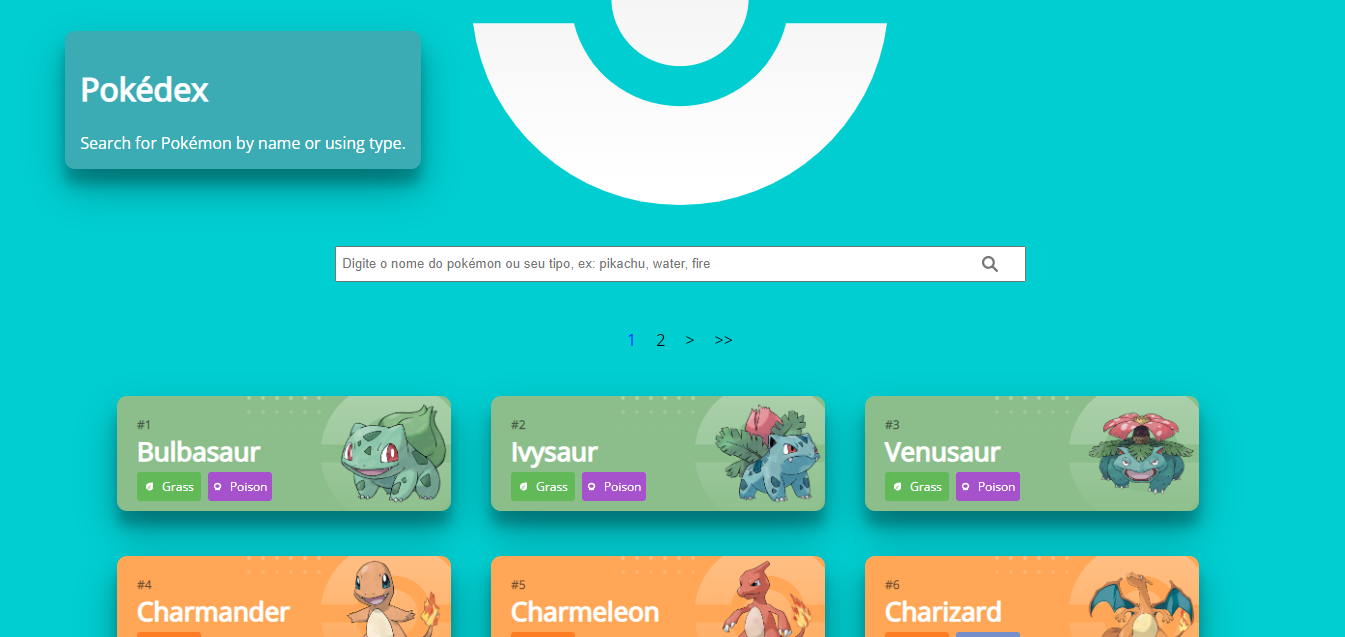 Pokédex
Search for Pokémon by name or using type.
Digite o nome do pokémon ou seu tipo, ex: pikachu, water, fire
1 2 > >>
#1
Bulbasaur
Grass Poison
#2
Ivysaur
Grass Poison
#3
Venusaur
Grass Poison
#4
Charmander
#5
Charmeleon
#6
Charizard